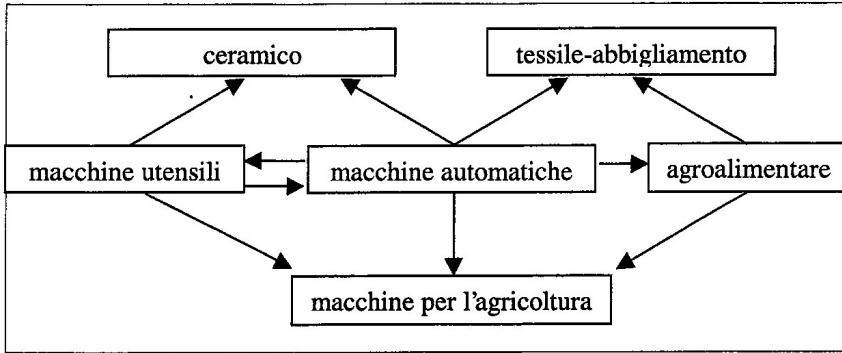 ceramico
tessile-abbigliamento
macchine utensili
macchine automatiche
agroalimentare
macchine per l'agricoltura